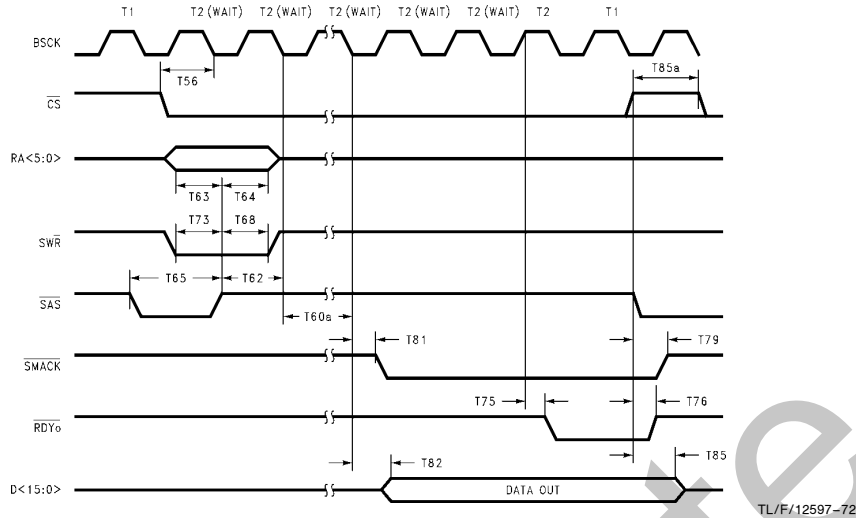 T1 T2 (WAIT) T2 (WAIT) T2 (WAIT) T2 (WAIT) T2 (WAIT) T2 T1
BSCK
T56
T85a
CS
RA<5:0>
T63 T64
T73 T68
SWR
T65 T62
SAS
T60a
T81
T79
SMACK
T75
T76
RDYo
T82
T85
D<15:0>
DATA OUT
TL/F/12597-72